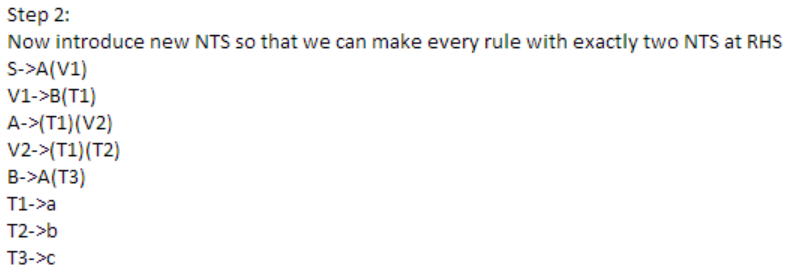 Step 2:
Now introduce new NTS so that we can make every rule with exactly two NTS at RHS
S->A(V1)
V1->B(T1)
A->(T1)(V2)
V2->(T1)(T2)
B->A(T3)
T1->a
T2->b
T3->c